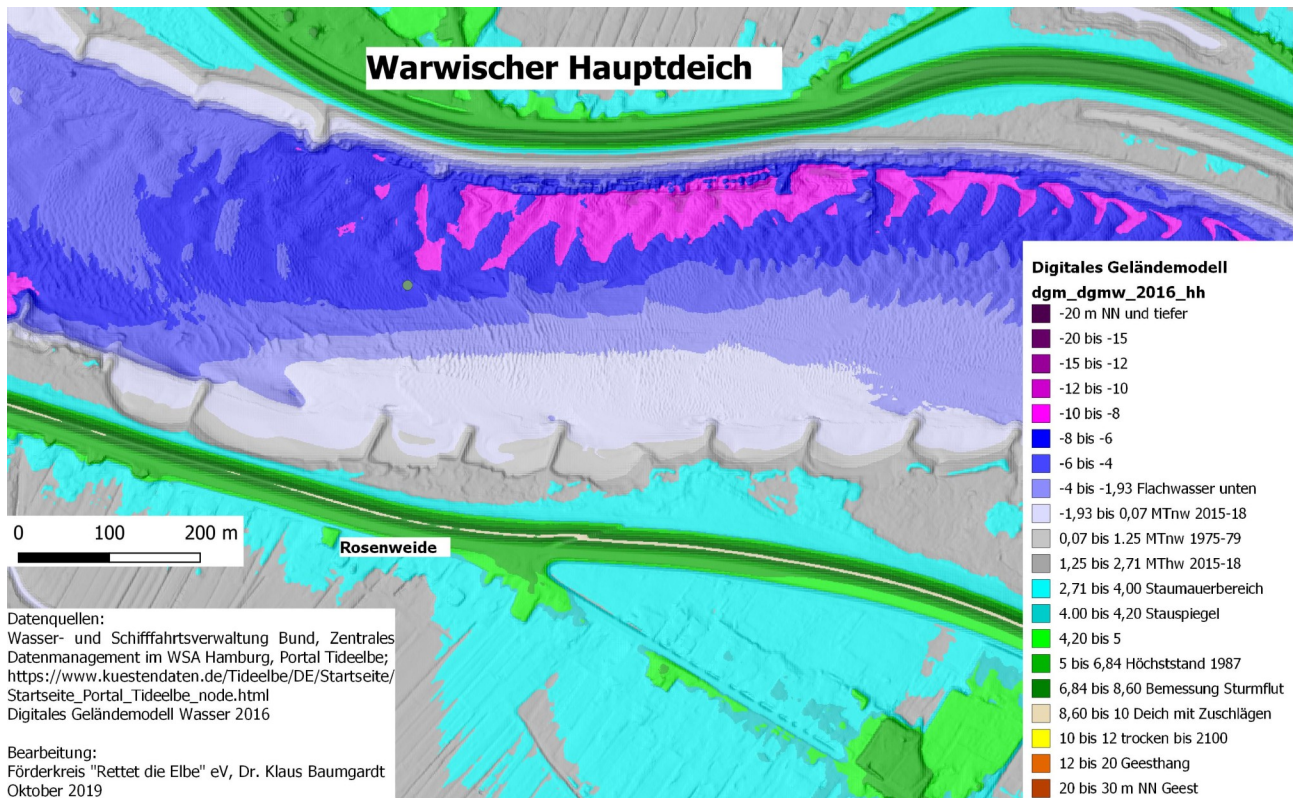 Warwischer Hauptdeich
Digitales Geländemodell
dgm_dgmw_2016_hh
-20 m NN und tiefer
-20 bis -15
-15 bis -12
-12 bis -10
-10 bis -8
-8 bis -6
-6 bis -4
-4 bis -1,93 Flachwasser unten
-1,93 bis 0,07 MTnw 2015-18
0,07 bis 1.25 MTnw 1975-79
1,25 bis 2,71 MThw 2015-18
2,71 bis 4,00 Staumauerbereich
4.00 bis 4,20 Stauspiegel
4,20 bis 5
5 bis 6,84 Höchststand 1987
6,84 bis 8,60 Bemessung Sturmflut
8,60 bis 10 Deich mit Zuschlägen
10 bis 12 trocken bis 2100
12 bis 20 Geesthang
20 bis 30 m NN Geest
0 100 200 m
Rosenweide
Datenquellen:
Wasser- und Schifffahrtsverwaltung Bund, Zentrales
Datenmanagement im WSA Hamburg, Portal Tideelbe;
https://www.kuestendaten.de/Tideelbe/DE/Startseite/
Startseite_Portal_Tideelbe_node.html
Digitales Geländemodell Wasser 2016
Bearbeitung:
Förderkreis "Rettet die Elbe" eV, Dr. Klaus Baumgardt
Oktober 2019